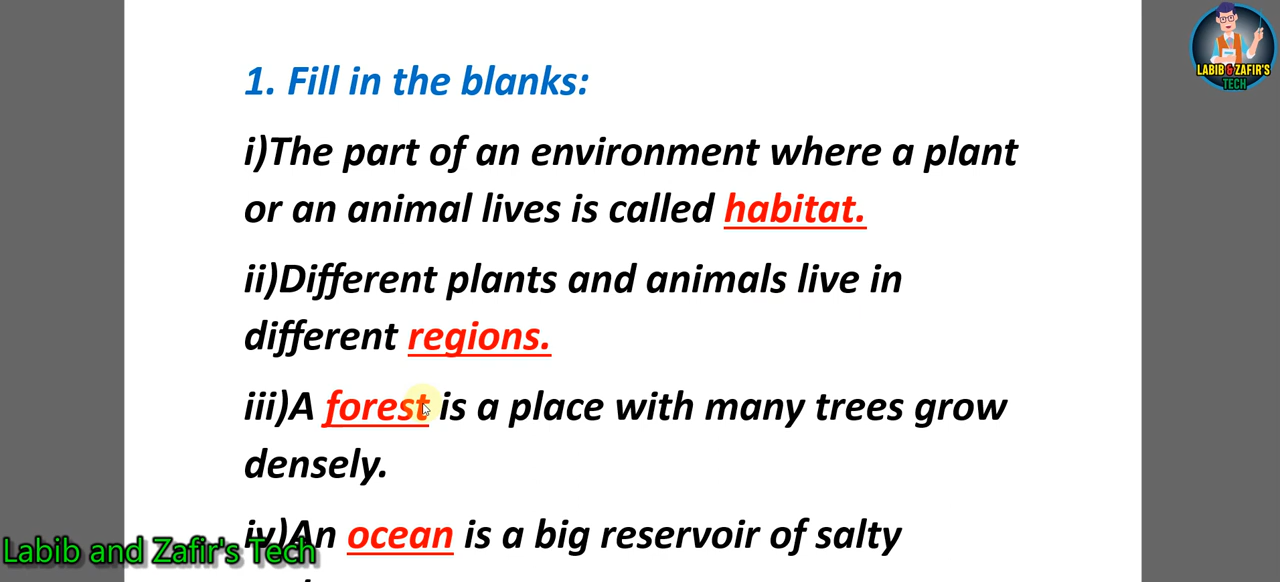 1. Fill in the blanks:
i)The part of an environment where a plant
or an animal lives is called habitat.
ii)Different plants and animals live in
different regions.
iii)A forest is a place with many trees grow
densely.
iv)An ocean is a big reservoir of salty
Labib and Zafir's Tech
LABIB & ZAFIR'S
TECH